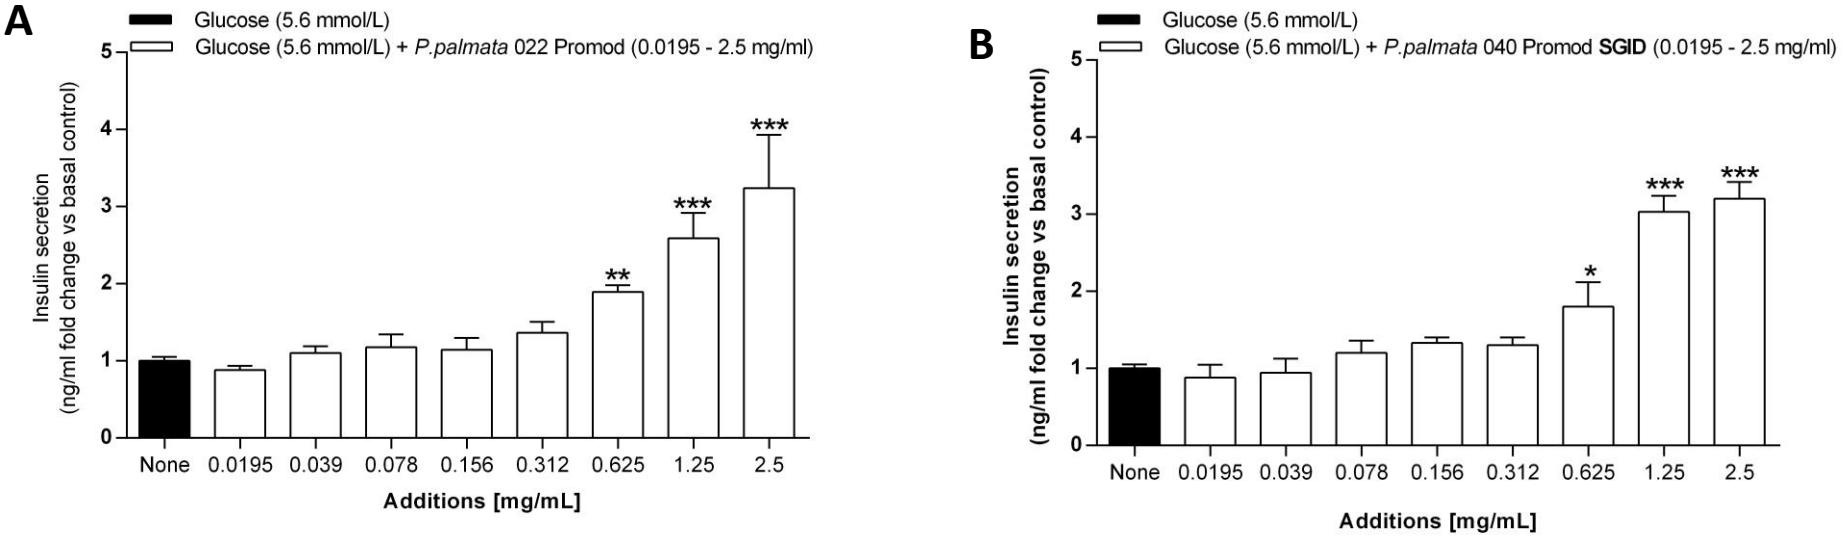 A
Glucose (5.6 mmol/L)
Glucose (5.6 mmol/L) + P.palmata 022 Promod (0.0195 - 2.5 mg/ml)
Insulin secretion
(ng/ml fold change vs basal control)
5
4
3
2
1
0
***
***
**
None 0.0195 0.039 0.078 0.156 0.312 0.625 1.25 2.5
Additions [mg/mL]
B
Glucose (5.6 mmol/L)
Glucose (5.6 mmol/L) + P.palmata 040 Promod SGID (0.0195 - 2.5 mg/ml)
Insulin secretion
(ng/ml fold change vs basal control)
5
4
3
2
1
0
*** ***
*
None 0.0195 0.039 0.078 0.156 0.312 0.625 1.25 2.5
Additions [mg/mL]